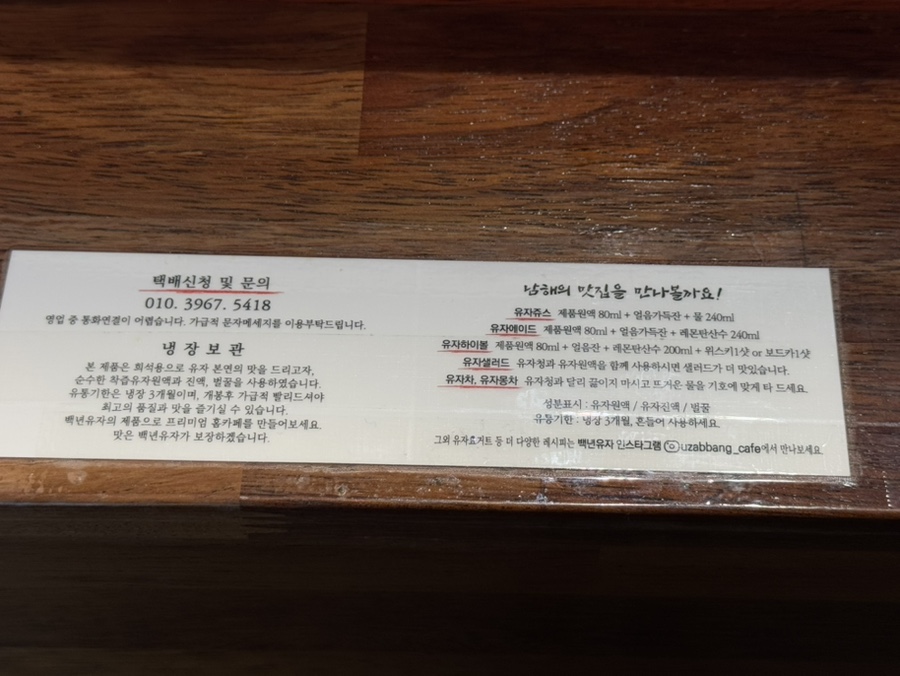 택배신청 및 문의
010. 3967. 5418
영업 중 통화연결이 어렵습니다. 가급적 문자메세지를 이용부탁드립니다.
냉장보관
본 제품은 희석용으로 유자 본연의 맛을 드리고자,
순수한 착즙유자원액과 진액, 벌꿀을 사용하였습니다.
유통기한은 냉장 3개월이며, 개봉후 가급적 빨리드셔야
최고의 품질과 맛을 즐기실 수 있습니다.
백년유자의 제품으로 프리미엄 홈카페를 만들어보세요.
맛은 백년유자가 보장하겠습니다.
남해의 맛집을 만나볼까요!
유자쥬스 제품원액 80ml + 얼음가득잔 + 물 240ml
유자에이드 제품원액 80ml + 얼음가득잔 + 레몬탄산수 240ml
유자하이볼 제품원액 80ml + 얼음잔 + 레몬탄산수 200ml + 위스키1샷 or 보드카1샷
유자샐러드 유자청과 유자원액을 함께 사용하시면 샐러드가 더 맛있습니다.
유자차, 유자뽕차 유자청과 달리 끓이지 마시고 뜨거운 물을 기호에 맞게 타 드세요.
성분표시 : 유자원액 / 유자진액 / 벌꿀
유통기한 : 냉장 3개월, 흔들어 사용하세요.
그외 유자요거트 등 더 다양한 레시피는 백년유자 인스타그램 uzabbang_cafe에서 만나보세요.